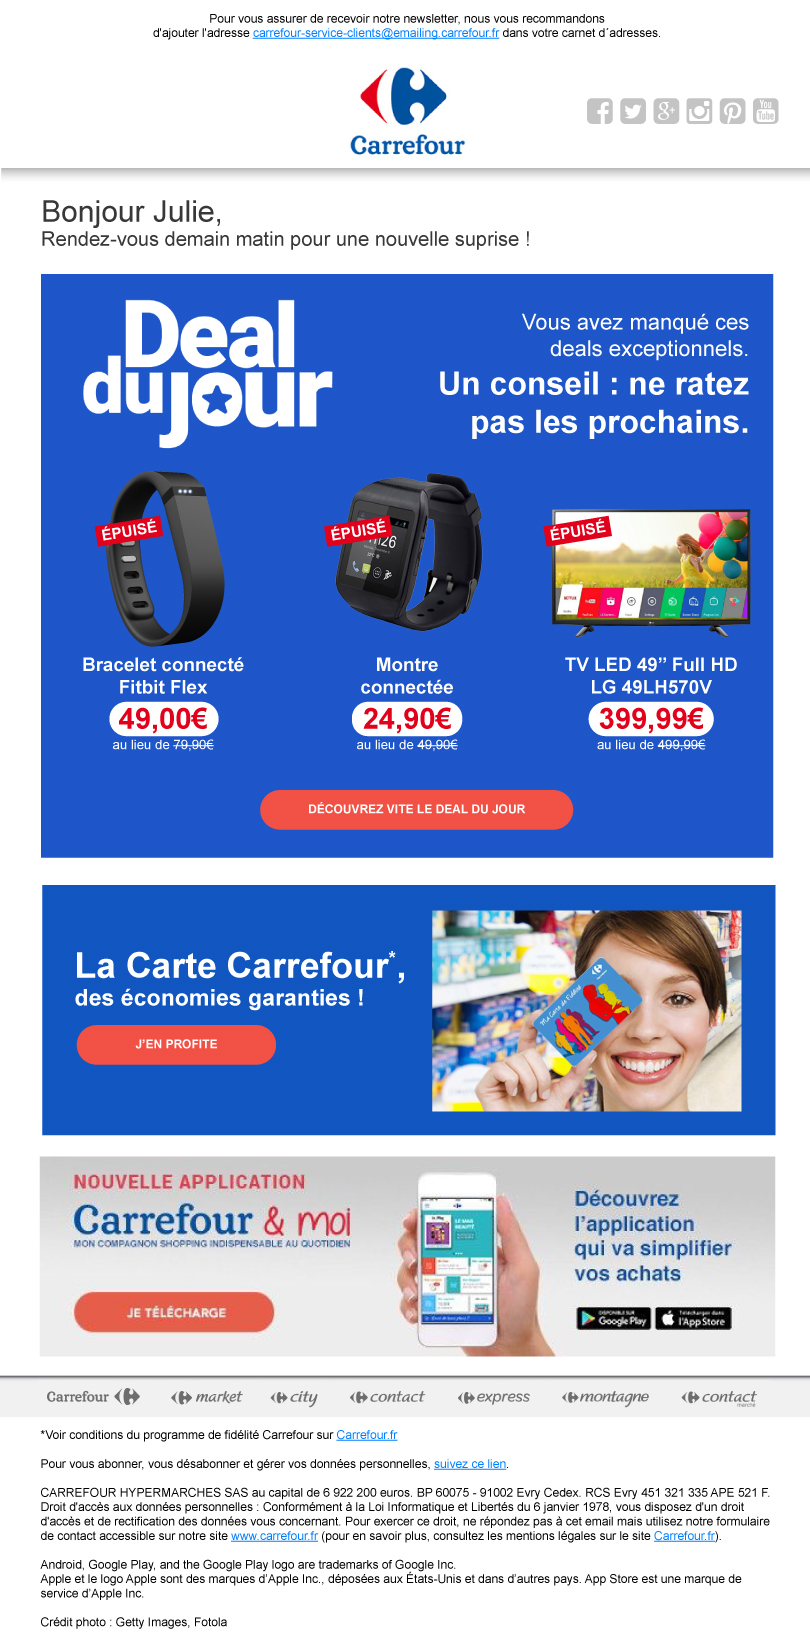 Pour vous assurer de recevoir notre newsletter, nous vous recommandons
d'ajouter l'adresse carrefour-service-clients@emailing.carrefour.fr dans votre carnet d´adresses.
Carrefour
You
Tube
Bonjour Julie,
Rendez-vous demain matin pour une nouvelle suprise !
Deal
du jour
Vous avez manqué ces
deals exceptionnels.
Un conseil : ne ratez
pas les prochains.
ÉPUISÉ
ÉPUISÉ
ÉPUISÉ
Bracelet connecté
Fitbit Flex
49,00€
au lieu de 79,90€
Montre
connectée
24,90€
au lieu de 49,90€
TV LED 49’’ Full HD
LG 49LH570V
399,99€
au lieu de 499,99€
DÉCOUVREZ VITE LE DEAL DU JOUR
La Carte Carrefour*,
des économies garanties !
J’EN PROFITE
Ma Carte de Fidélité
NOUVELLE APPLICATION
Carrefour & moi
MON COMPAGNON SHOPPING INDISPENSABLE AU QUOTIDIEN
JE TÉLÉCHARGE
Découvrez
l’application
qui va simplifier
vos achats
DISPONIBLE SUR
Google Play
Télécharger dans
l'App Store
Carrefour
market
city
contact
express
montagne
contact
marché
*Voir conditions du programme de fidélité Carrefour sur Carrefour.fr
Pour vous abonner, vous désabonner et gérer vos données personnelles, suivez ce lien.
CARREFOUR HYPERMARCHES SAS au capital de 6 922 200 euros. BP 60075 - 91002 Evry Cedex. RCS Evry 451 321 335 APE 521 F.
Droit d'accès aux données personnelles : Conformément à la Loi Informatique et Libertés du 6 janvier 1978, vous disposez d'un droit
d'accès et de rectification des données vous concernant. Pour exercer ce droit, ne répondez pas à cet email mais utilisez notre formulaire
de contact accessible sur notre site www.carrefour.fr (pour en savoir plus, consultez les mentions légales sur le site Carrefour.fr).
Android, Google Play, and the Google Play logo are trademarks of Google Inc.
Apple et le logo Apple sont des marques d’Apple Inc., déposées aux États-Unis et dans d’autres pays. App Store est une marque de
service d’Apple Inc.
Crédit photo : Getty Images, Fotola